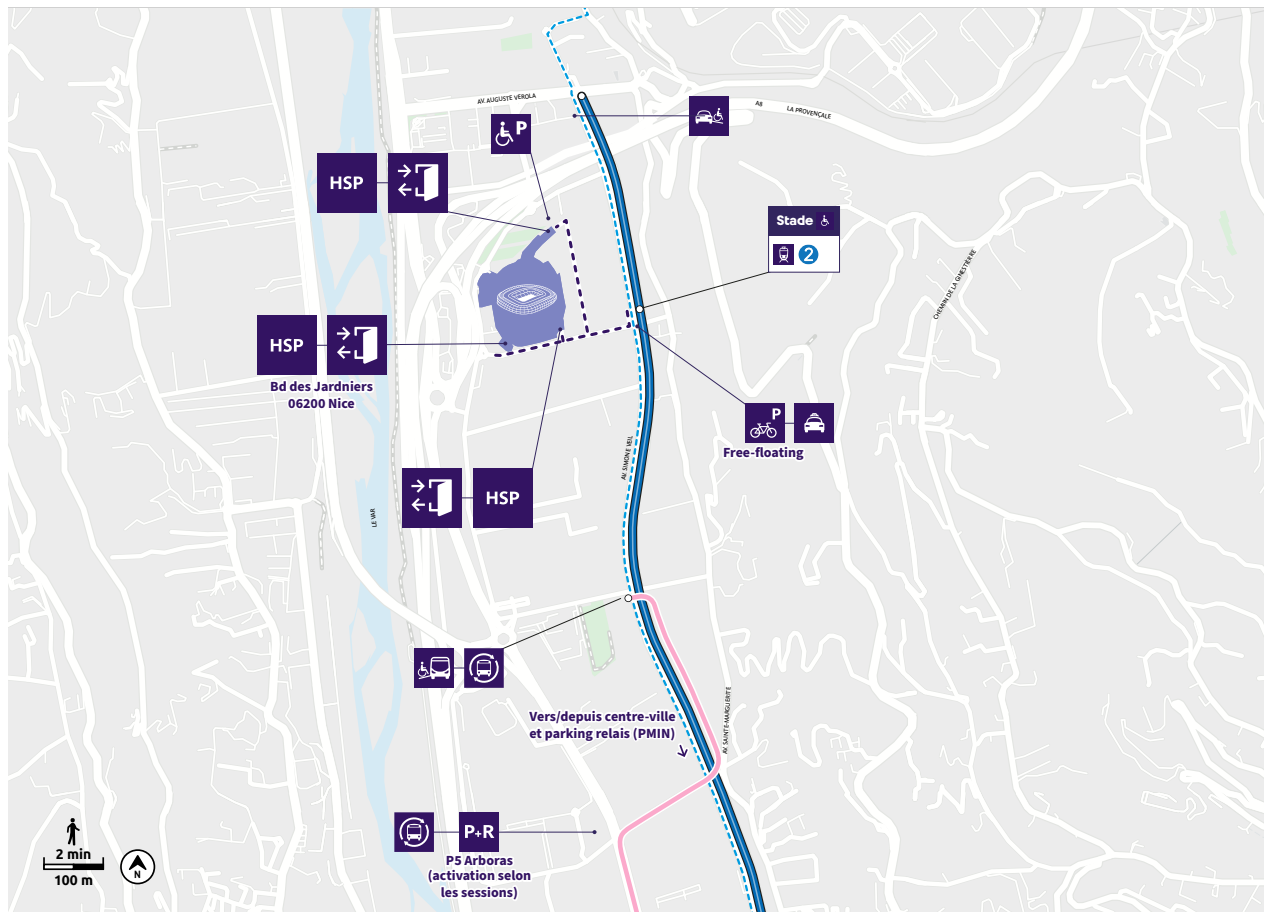 AV. AUGUSTE VEROLA
A8
LA PROVENÇALE
P
HSP
Stade
2
CHEMIN DE LA GINESTIERRE
HSP
Bd des Jardniers
06200 Nice
P
Free-floating
AV. SIMONE VEIL
HSP
LE VAR
Vers/depuis centre-ville
et parking relais (PMIN)
AV. SAINTE-MARGUERITE
P+R
P5 Arboras
(activation selon
les sessions)
2 min
100 m
N